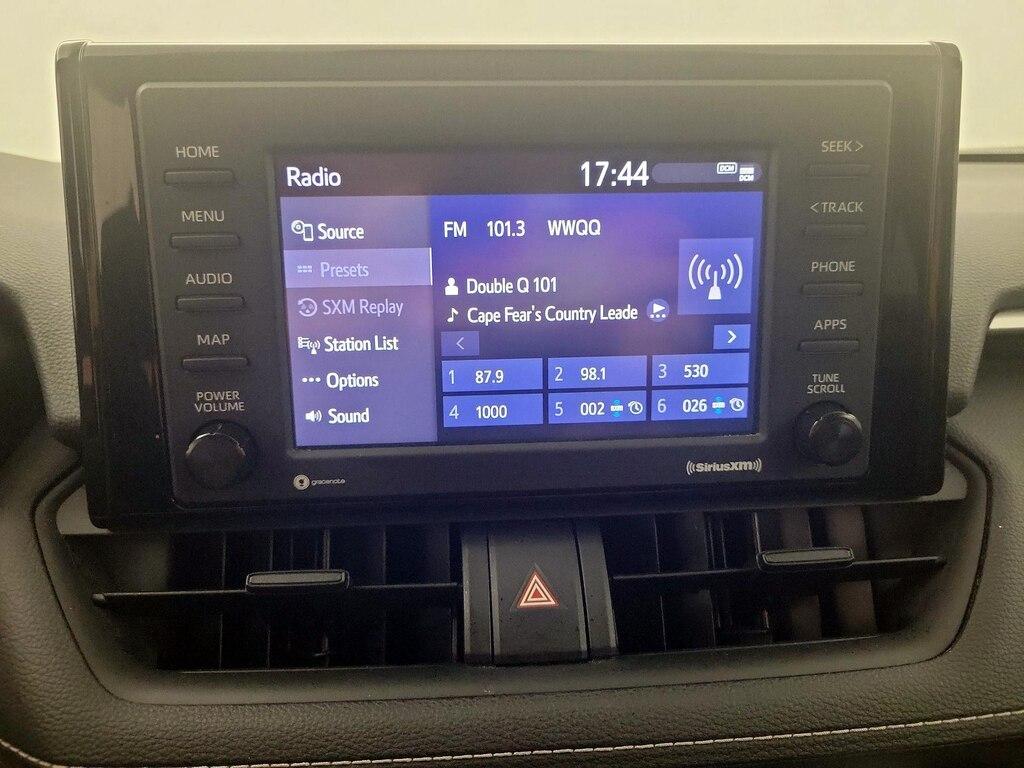 HOME
MENU
AUDIO
MAP
POWER
VOLUME
Radio
17:44
DCM
DCM
Source
Presets
SXM Replay
Station List
Options
Sound
FM 101.3 WWQQ
Double Q 101
Cape Fear's Country Leade
< >
1 87.9 2 98.1 3 530
4 1000 5 002 6 026
gracenote
((SiriusXM))
SEEK >
< TRACK
PHONE
APPS
TUNE
SCROLL